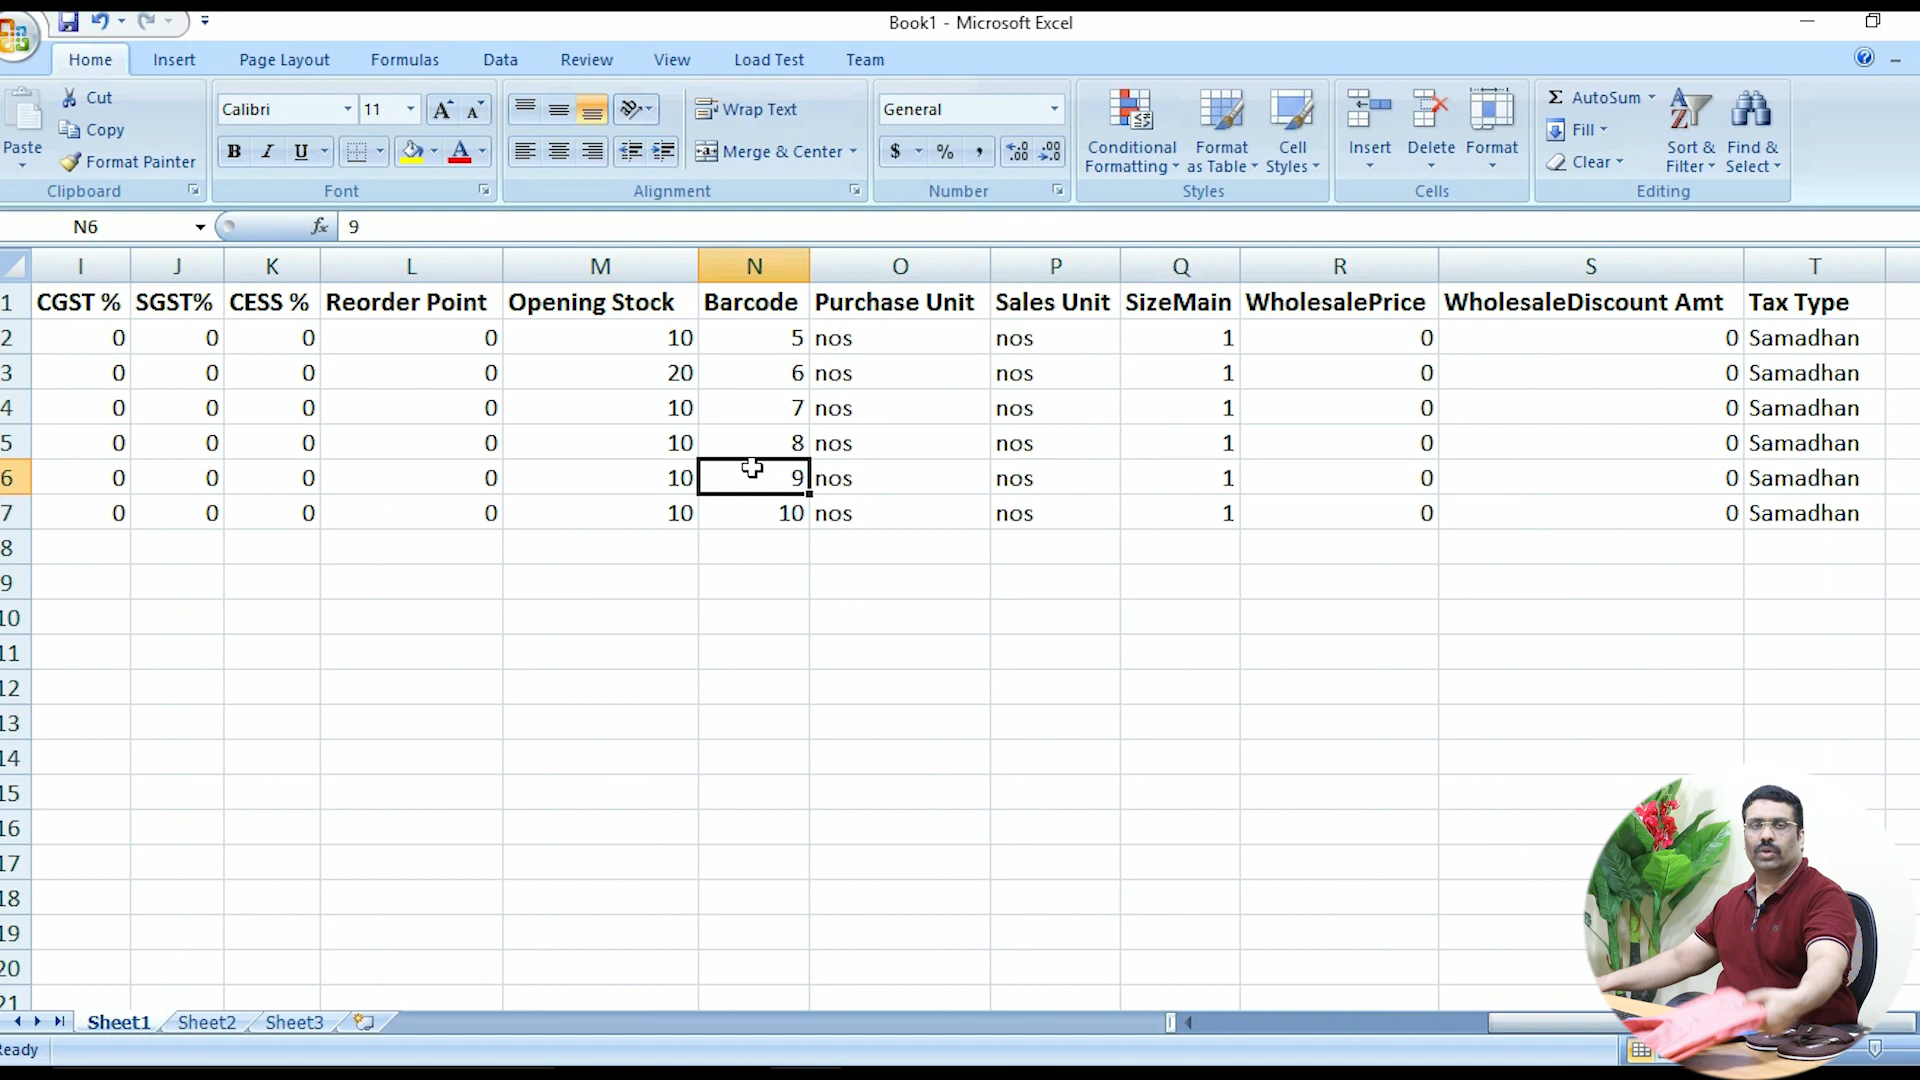 Book1 - Microsoft Excel
Home Insert Page Layout Formulas Data Review View Load Test Team
Paste
Cut
Copy
Format Painter
Clipboard
Calibri 11
B I U A
Font
Wrap Text
Merge & Center
Alignment
General
$ % ,
Number
Conditional Formatting
Format as Table
Cell Styles
Styles
Insert Delete Format
Cells
Σ AutoSum
Fill
Clear
Sort & Filter
Find & Select
Editing
N6 fx 9
I J K L M N O P Q R S T
1 CGST % SGST% CESS % Reorder Point Opening Stock Barcode Purchase Unit Sales Unit SizeMain WholesalePrice WholesaleDiscount Amt Tax Type
2 0 0 0 0 10 5 nos nos 1 0 0 Samadhan
3 0 0 0 0 20 6 nos nos 1 0 0 Samadhan
4 0 0 0 0 10 7 nos nos 1 0 0 Samadhan
5 0 0 0 0 10 8 nos nos 1 0 0 Samadhan
6 0 0 0 0 10 9 nos nos 1 0 0 Samadhan
7 0 0 0 0 10 10 nos nos 1 0 0 Samadhan
8
9
10
11
12
13
14
15
16
17
18
19
20
21
Sheet1 Sheet2 Sheet3
Ready